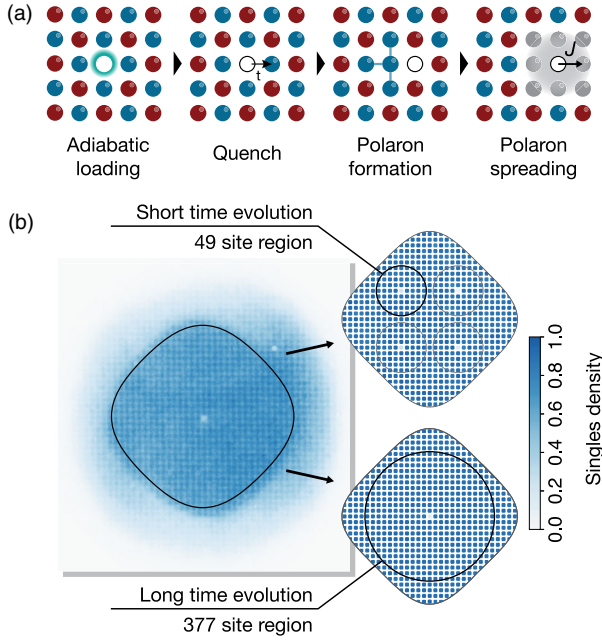 (a)
t
J
Adiabatic
loading
Quench
Polaron
formation
Polaron
spreading
(b)
Short time evolution
49 site region
Long time evolution
377 site region
0.0 0.2 0.4 0.6 0.8 1.0
Singles density